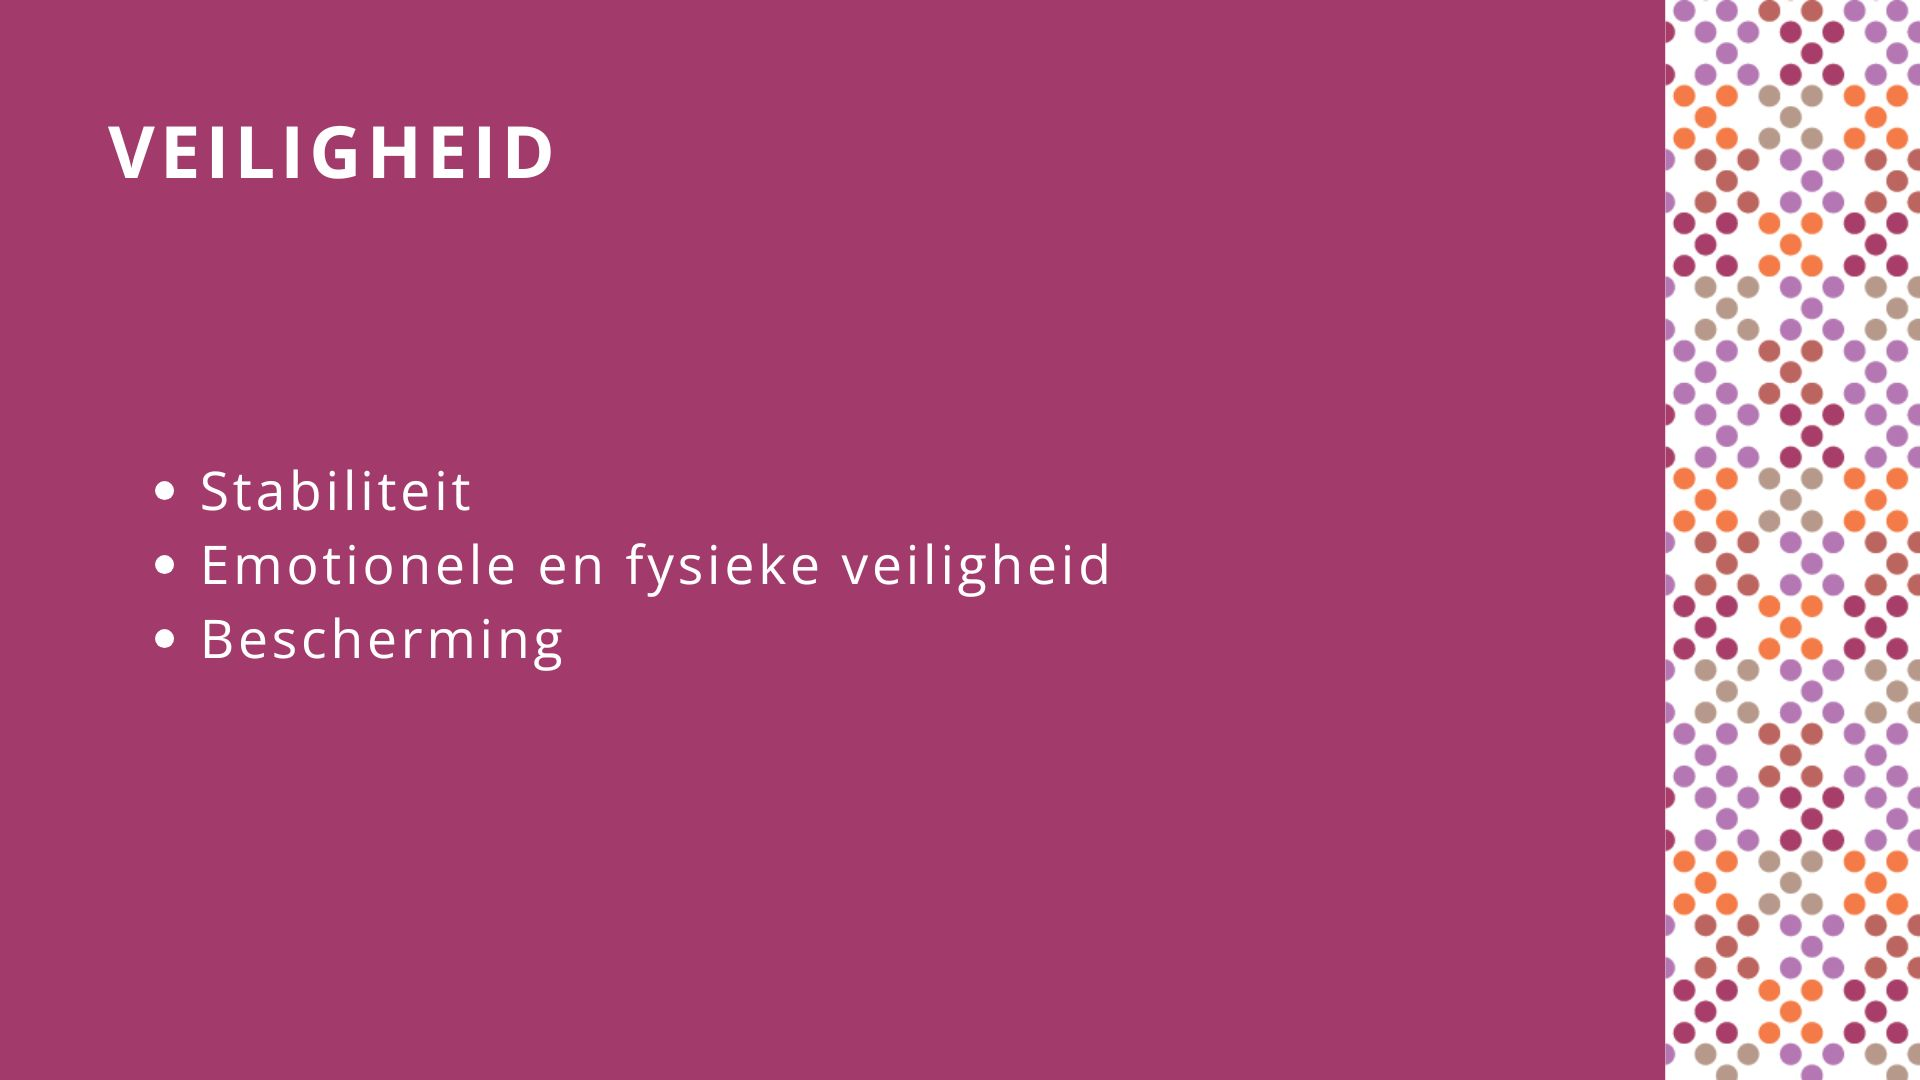 VEILIGHEID
• Stabiliteit
• Emotionele en fysieke veiligheid
• Bescherming